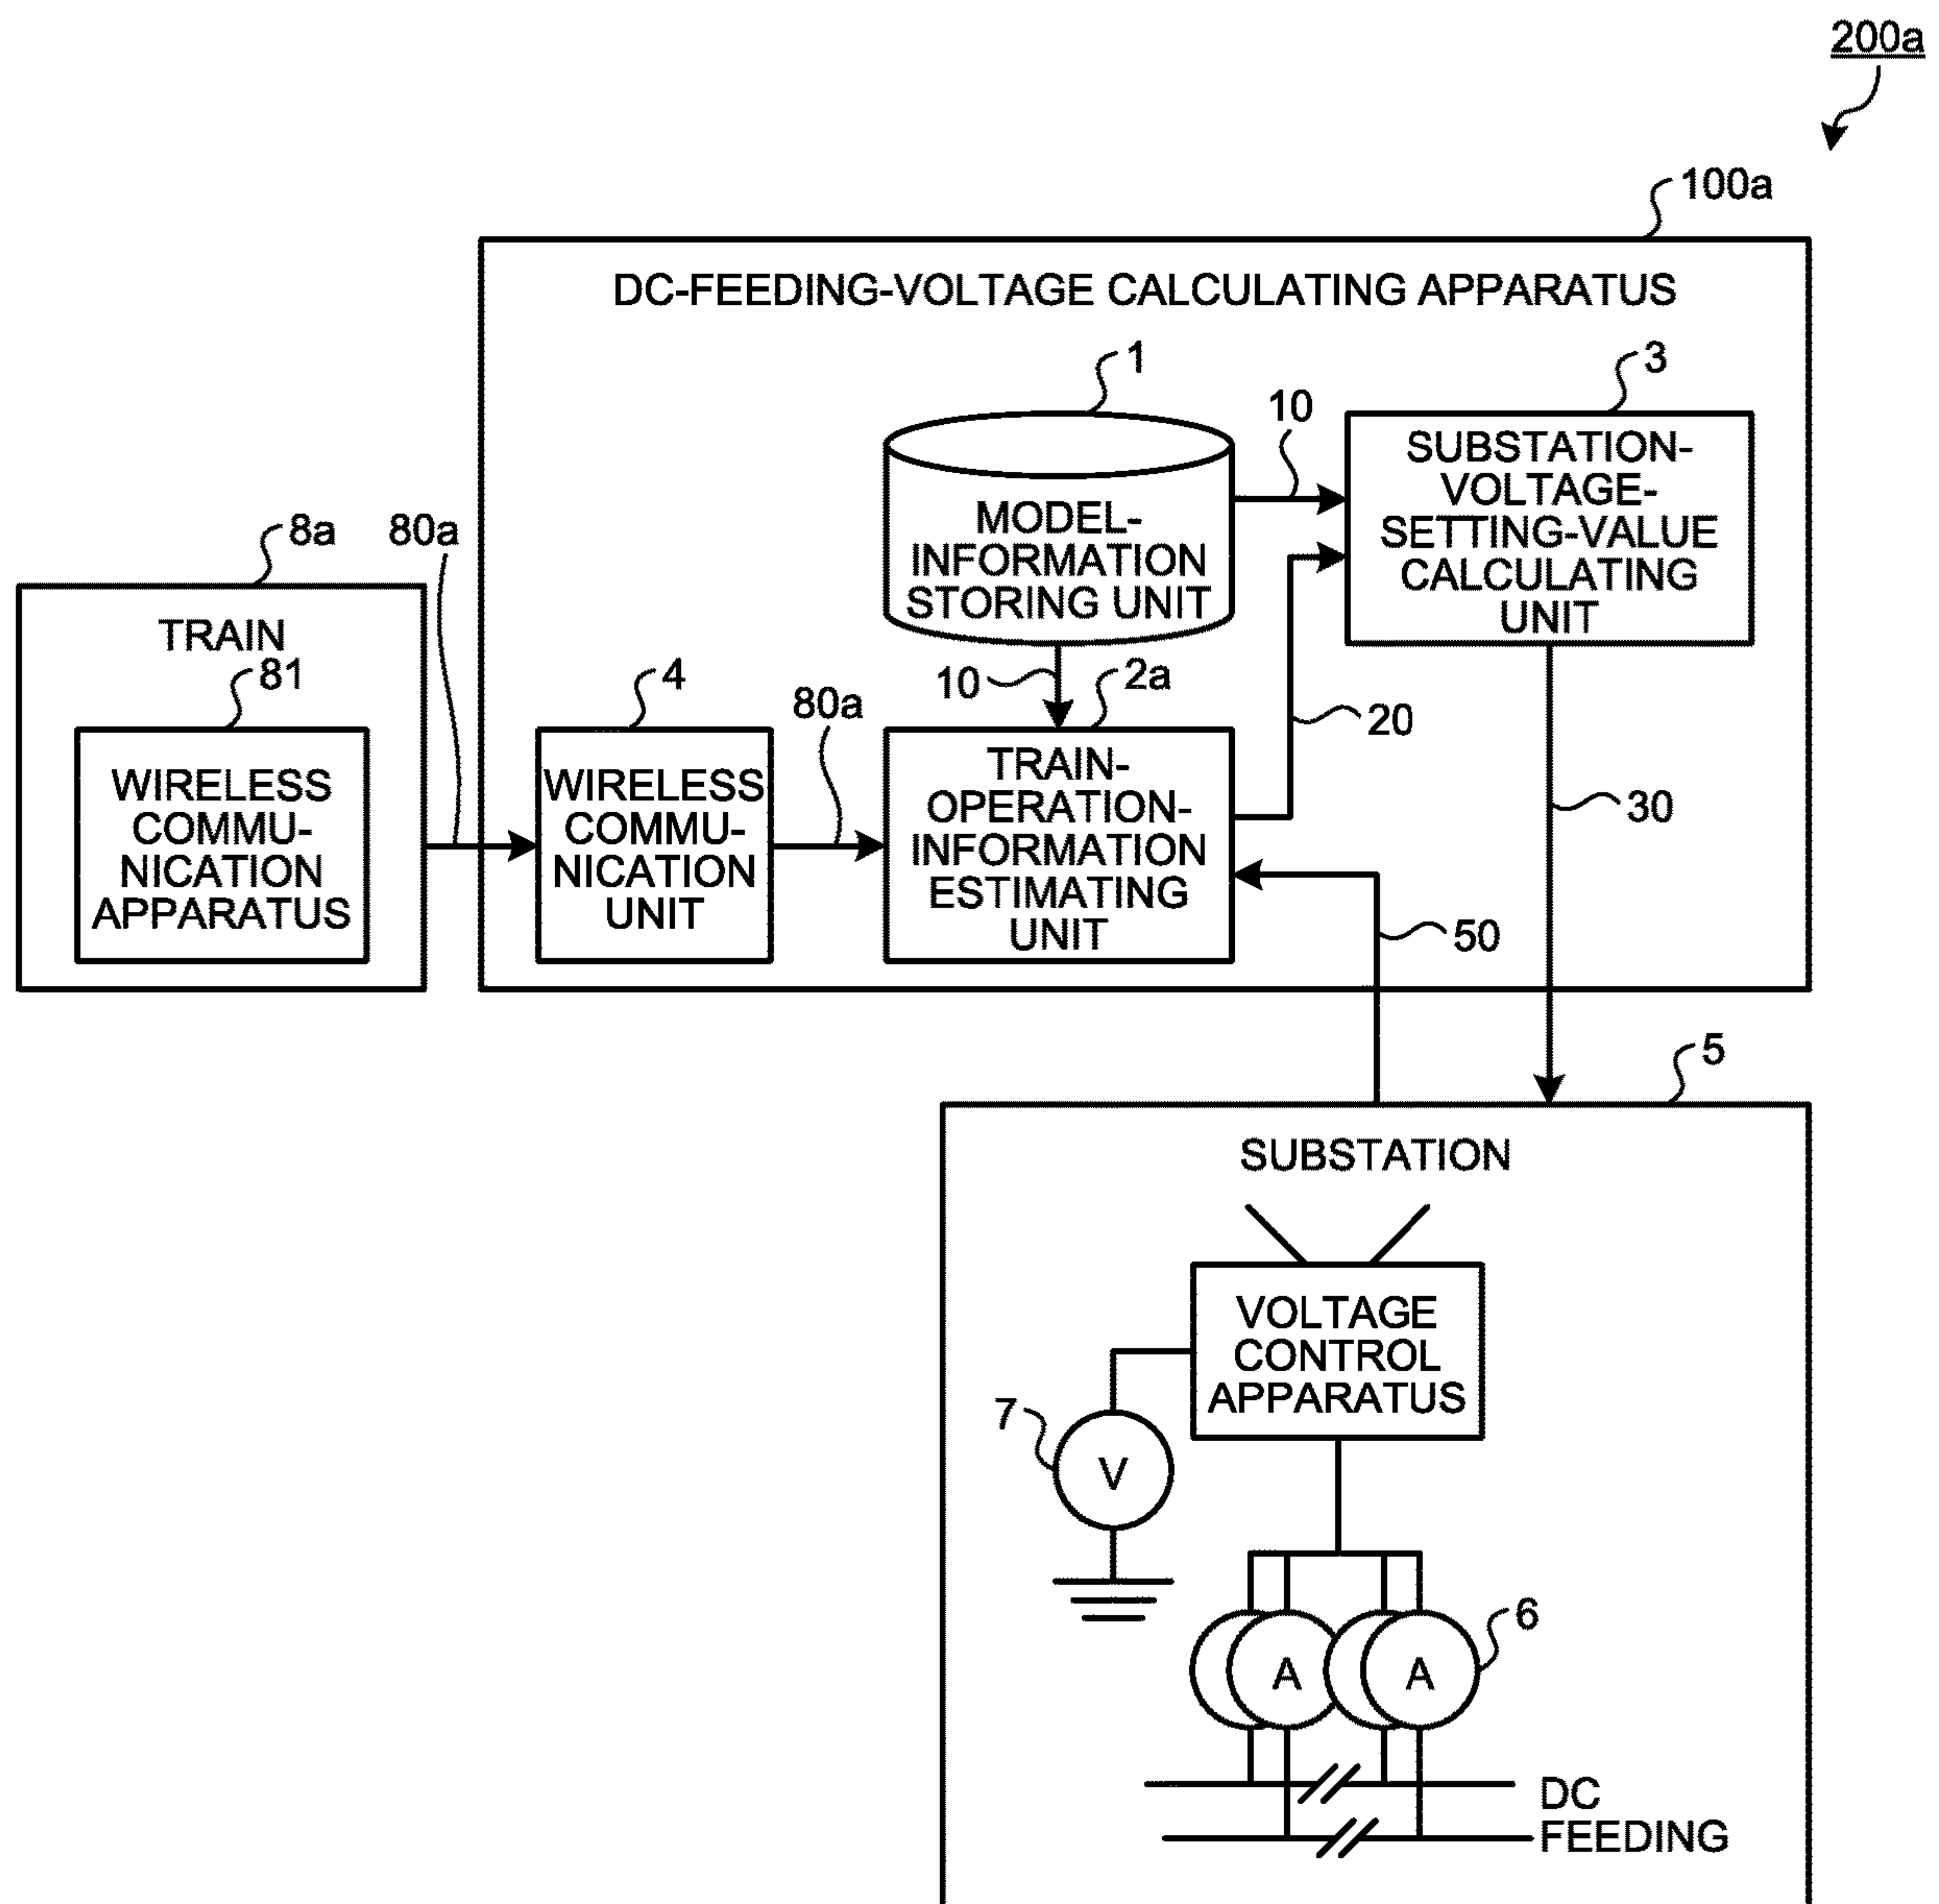 200a
100a
DC-FEEDING-VOLTAGE CALCULATING APPARATUS
1
3
10
MODEL-
INFORMATION
STORING UNIT
SUBSTATION-
VOLTAGE-
SETTING-VALUE
CALCULATING
UNIT
8a
80a
TRAIN
81
WIRELESS
COMMU-
NICATION
APPARATUS
4
WIRELESS
COMMU-
NICATION
UNIT
80a
10
2a
TRAIN-
OPERATION-
INFORMATION
ESTIMATING
UNIT
20
30
50
5
SUBSTATION
VOLTAGE
CONTROL
APPARATUS
7
V
6
A
A
DC
FEEDING